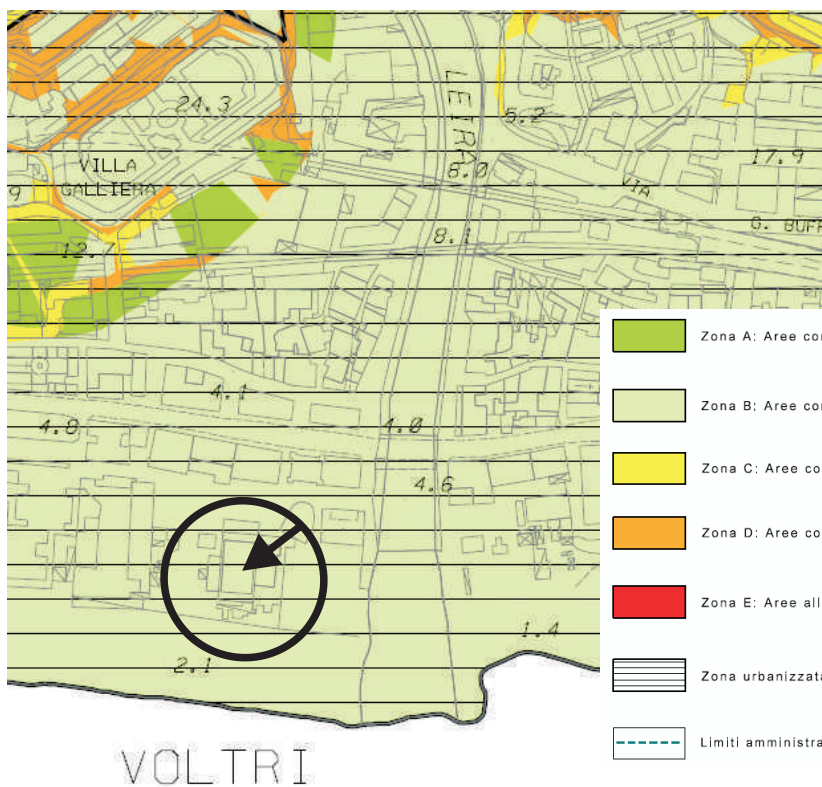 LEIRA
24.3
5.2
VILLA
GALLIERA
8.0
17.9
9
VIA
12.7
8.1
G. BUFF
4.1
4.8
4.0
4.6
1.4
2.1
VOLTRI
Zona A: Aree con
Zona B: Aree con
Zona C: Aree co
Zona D: Aree co
Zona E: Aree all
Zona urbanizzata
Limiti amministra